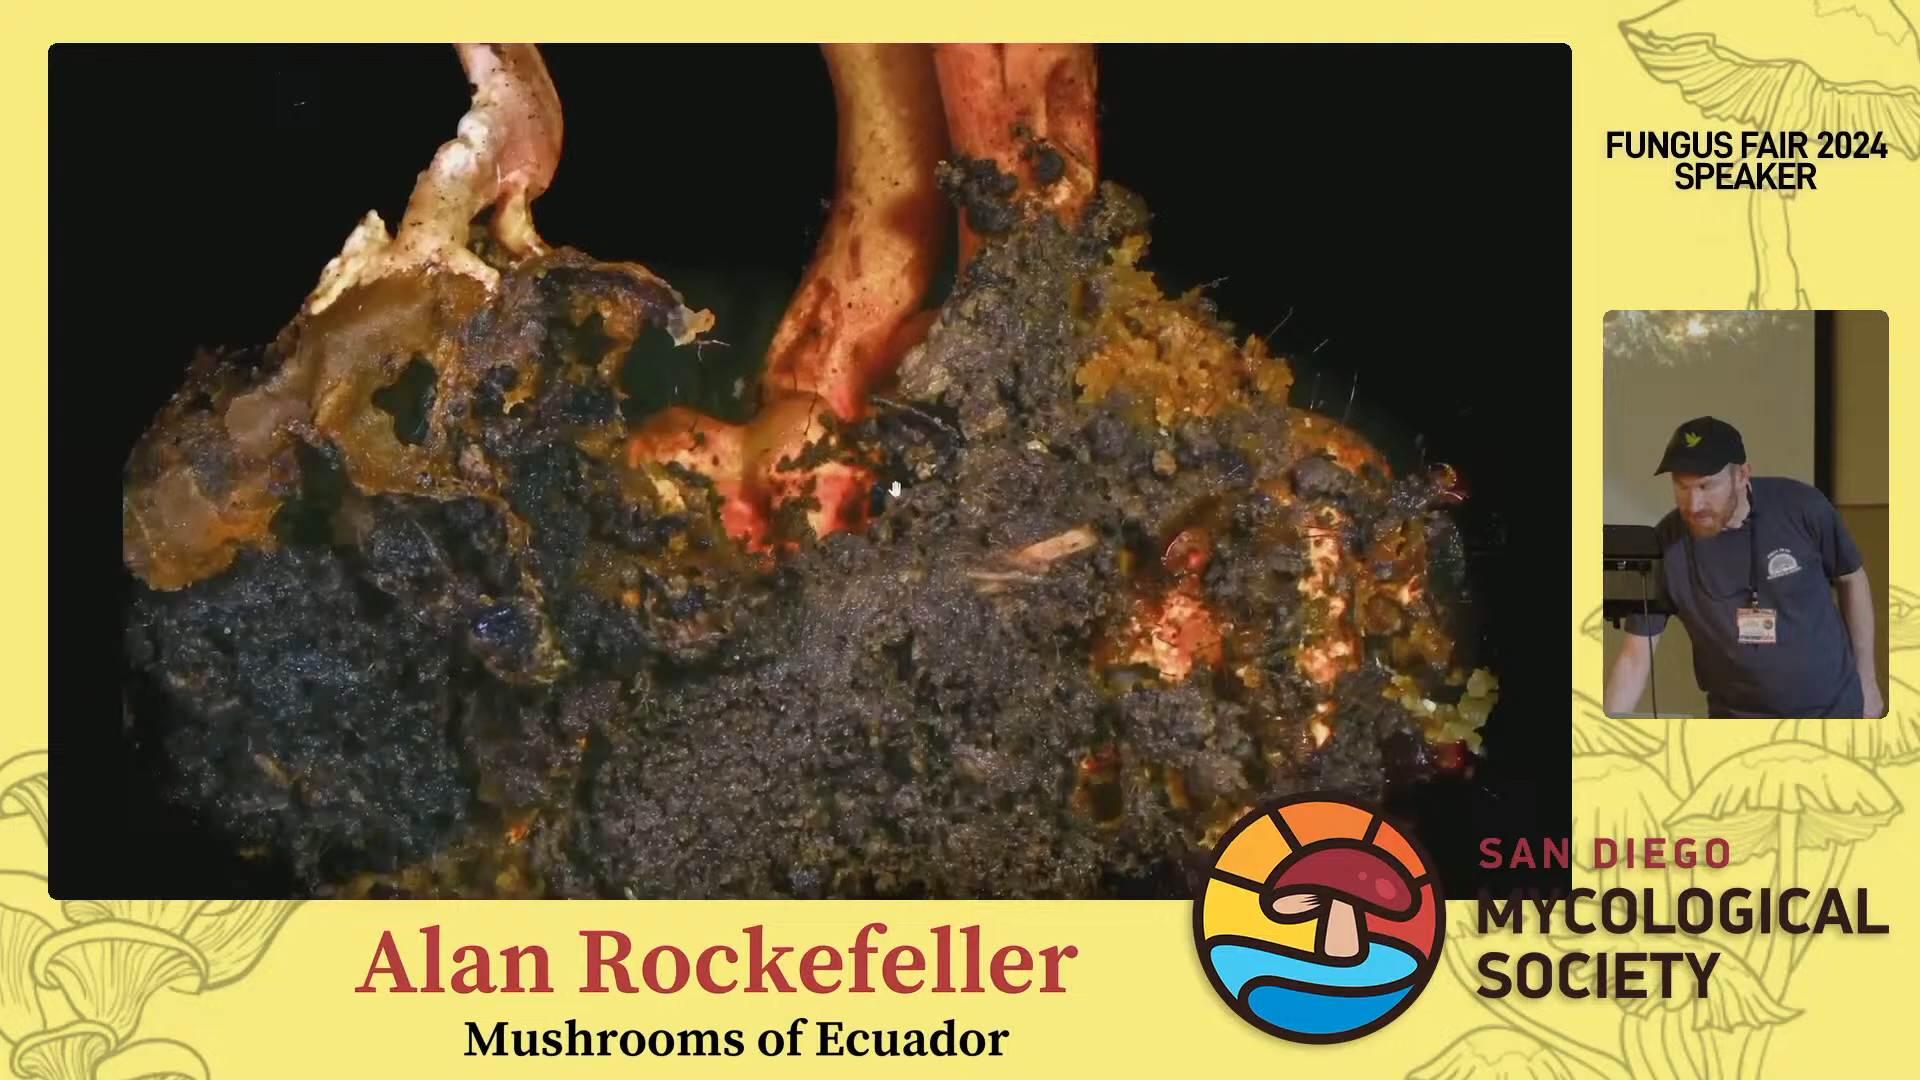 FUNGUS FAIR 2024
SPEAKER
SAN DIEGO
MYCOLOGICAL
SOCIETY
Alan Rockefeller
Mushrooms of Ecuador